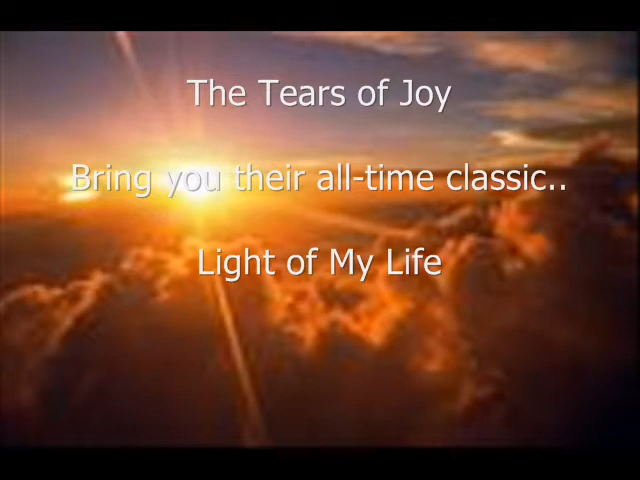 The Tears of Joy
Bring you their all-time classic..
Light of My Life